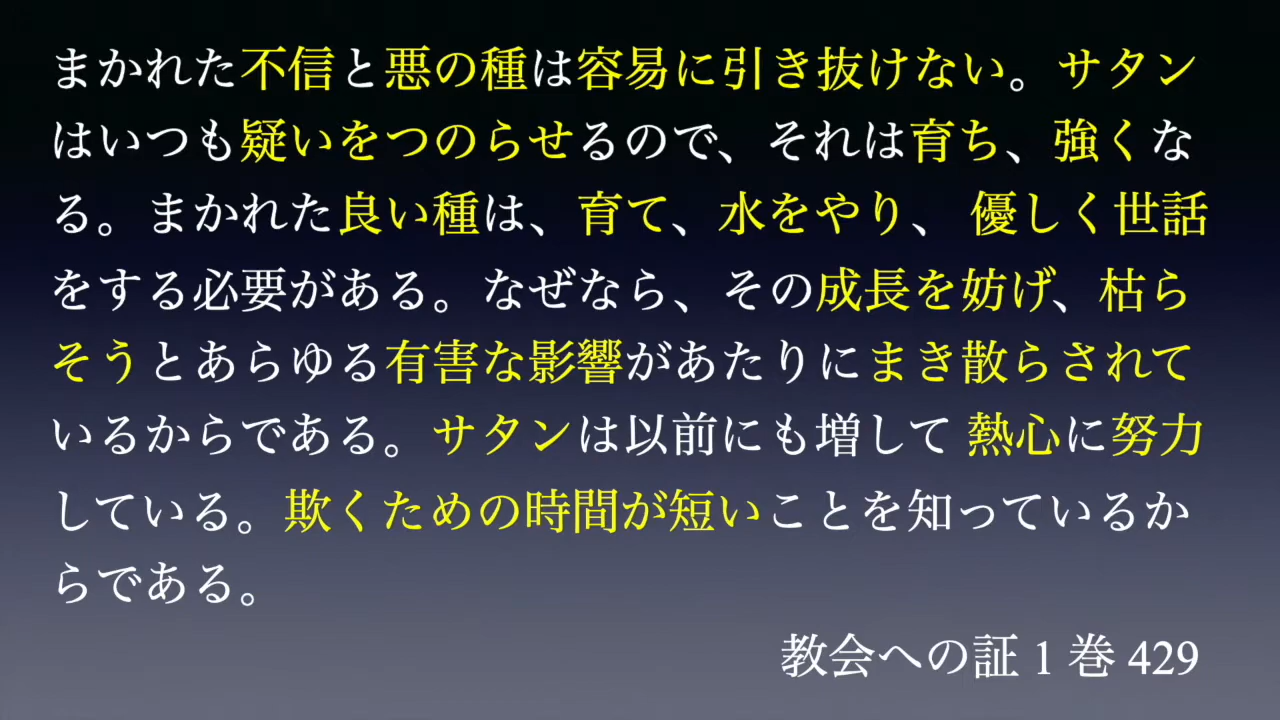 まかれた不信と悪の種は容易に引き抜けない。サタン
はいつも疑いをつのらせるので、それは育ち、強くな
る。まかれた良い種は、育て、水をやり、 優しく世話
をする必要がある。なぜなら、その成長を妨げ、枯ら
そうとあらゆる有害な影響があたりにまき散らされて
いるからである。サタンは以前にも増して 熱心に努力
している。欺くための時間が短いことを知っているか
らである。
教会への証 1 巻 429